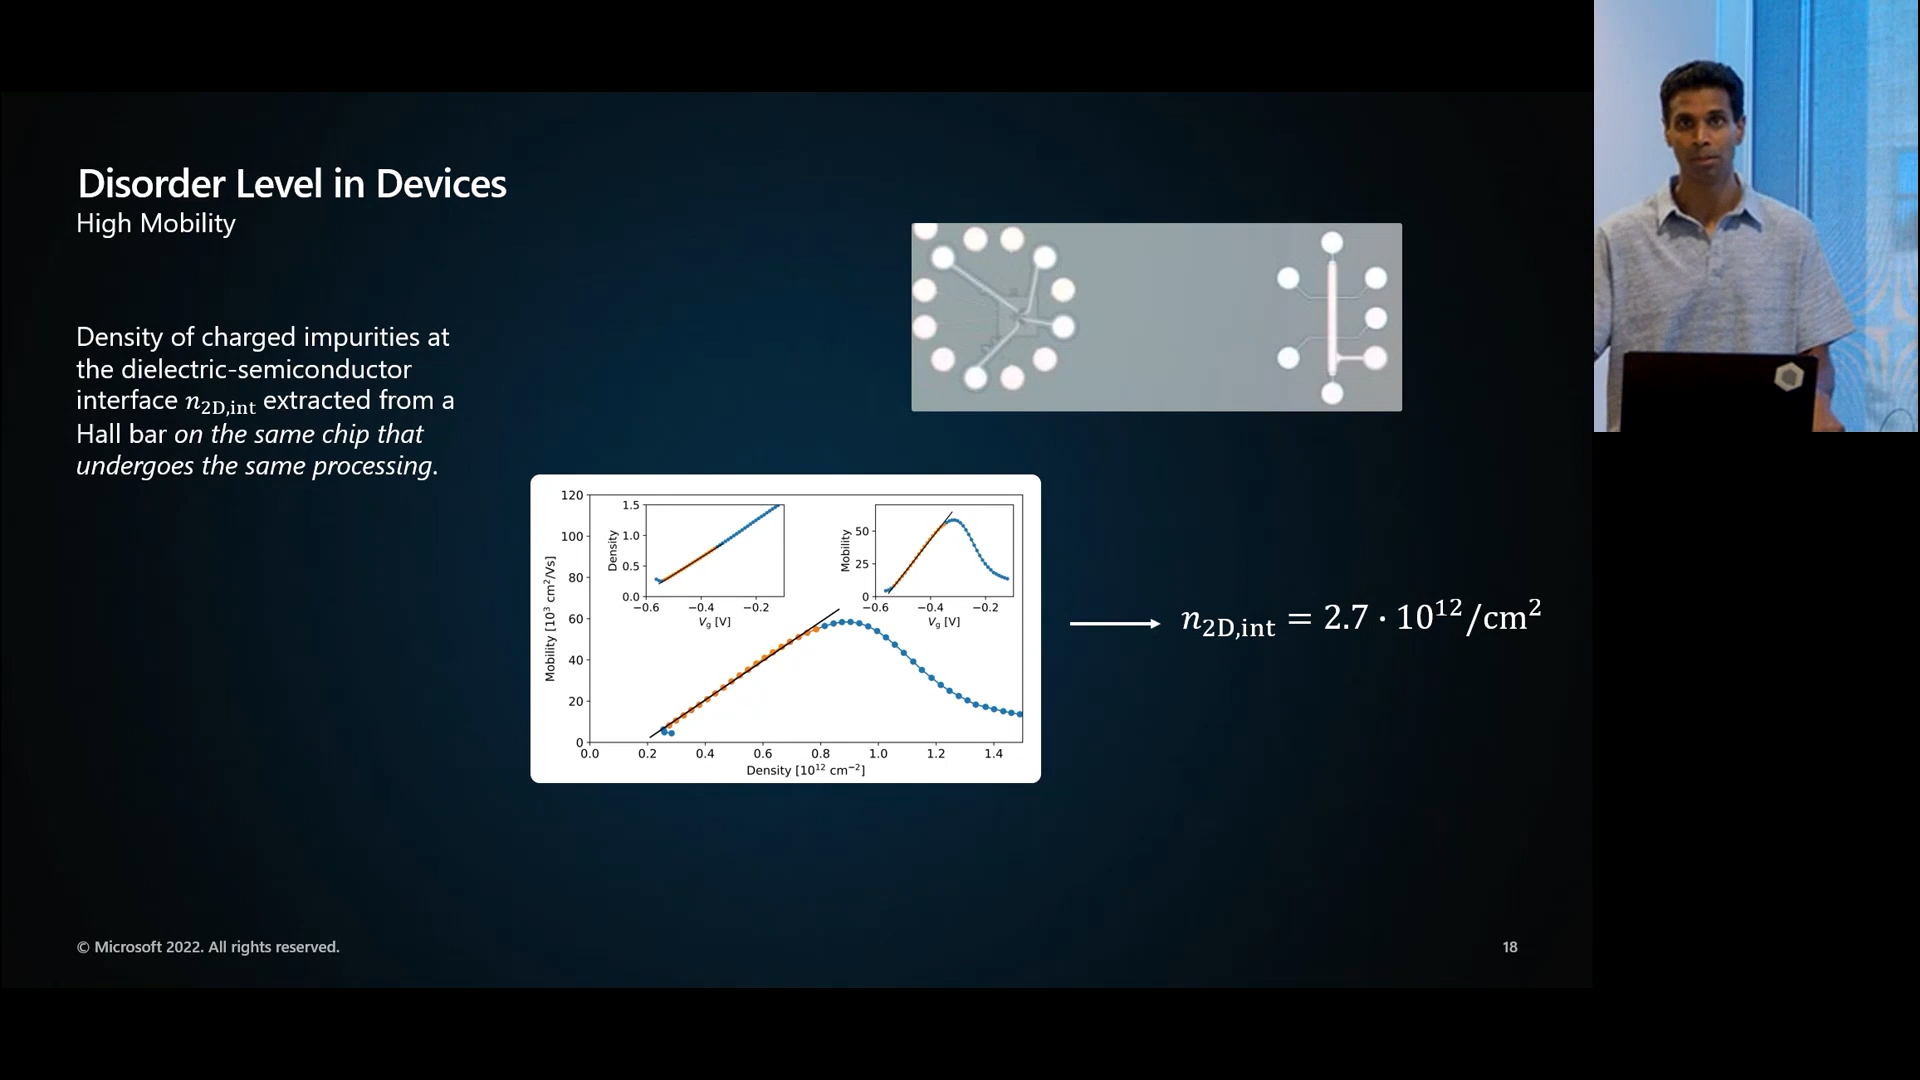 Disorder Level in Devices
High Mobility
Density of charged impurities at
the dielectric-semiconductor
interface n₂D,int extracted from a
Hall bar on the same chip that
undergoes the same processing.
120
100
80
60
40
20
0
Mobility [10³ cm²/Vs]
0.0 0.2 0.4 0.6 0.8 1.0 1.2 1.4
Density [10¹² cm⁻²]
1.5
1.0
0.5
0.0
Density
−0.6 −0.4 −0.2
Vg [V]
50
25
0
Mobility
−0.6 −0.4 −0.2
Vg [V]
n₂D,int = 2.7 · 10¹²/cm²
© Microsoft 2022. All rights reserved.
18